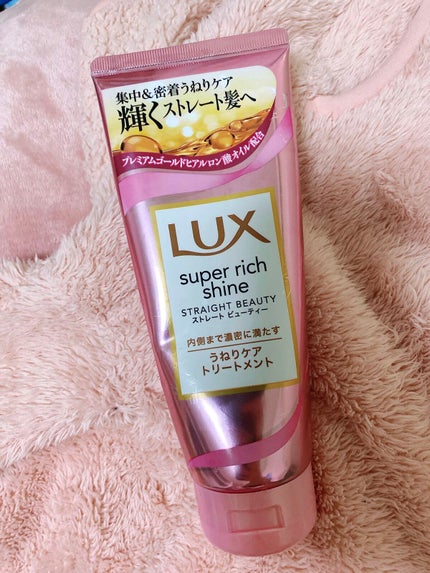 集中&密着うねりケア
輝くストレート髪へ
プレミアムゴールドヒアルロン酸オイル配合
LUX
super rich
shine
STRAIGHT BEAUTY
ストレート ビューティー
内側まで濃密に満たす
うねりケア
トリートメント